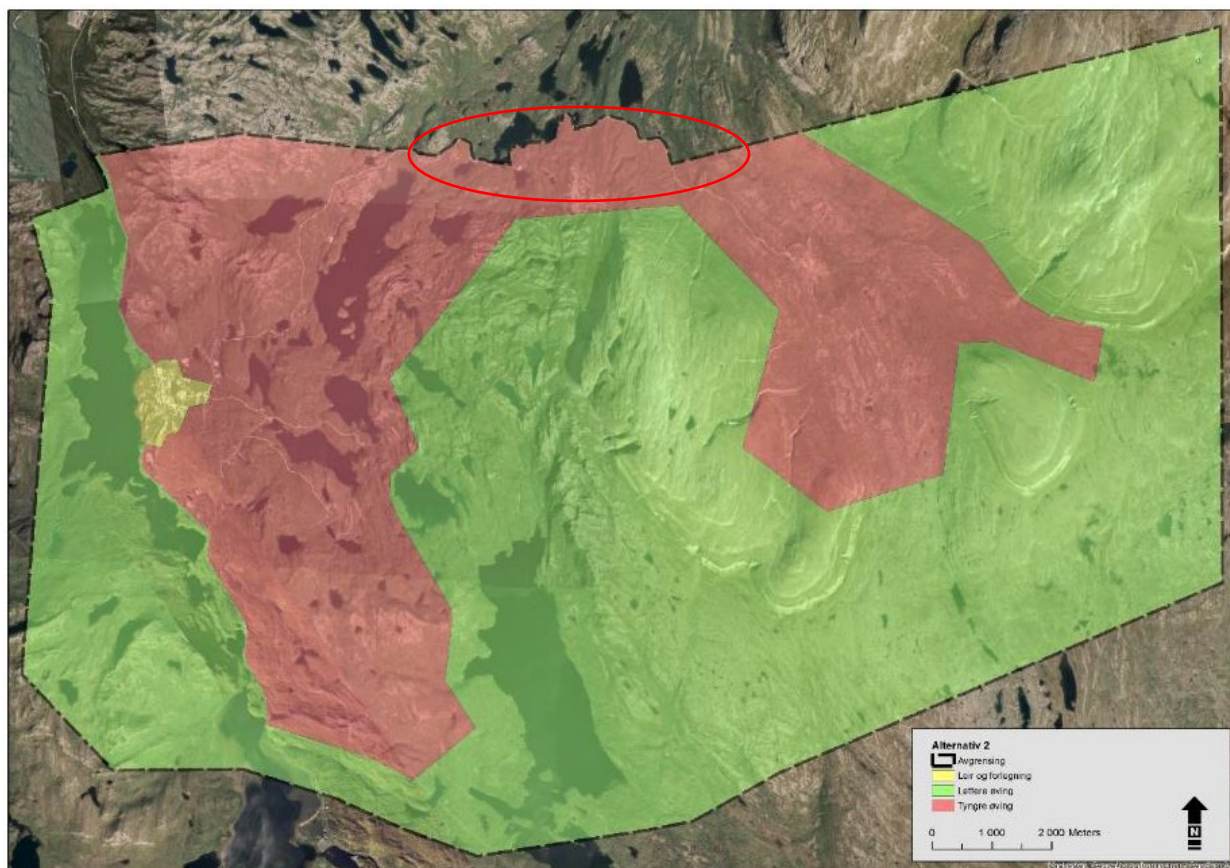 Alternativ 2
Avgrensing
Leir og forlegning
Lettere øving
Tyngre øving
0 1 000 2 000 Meters
N